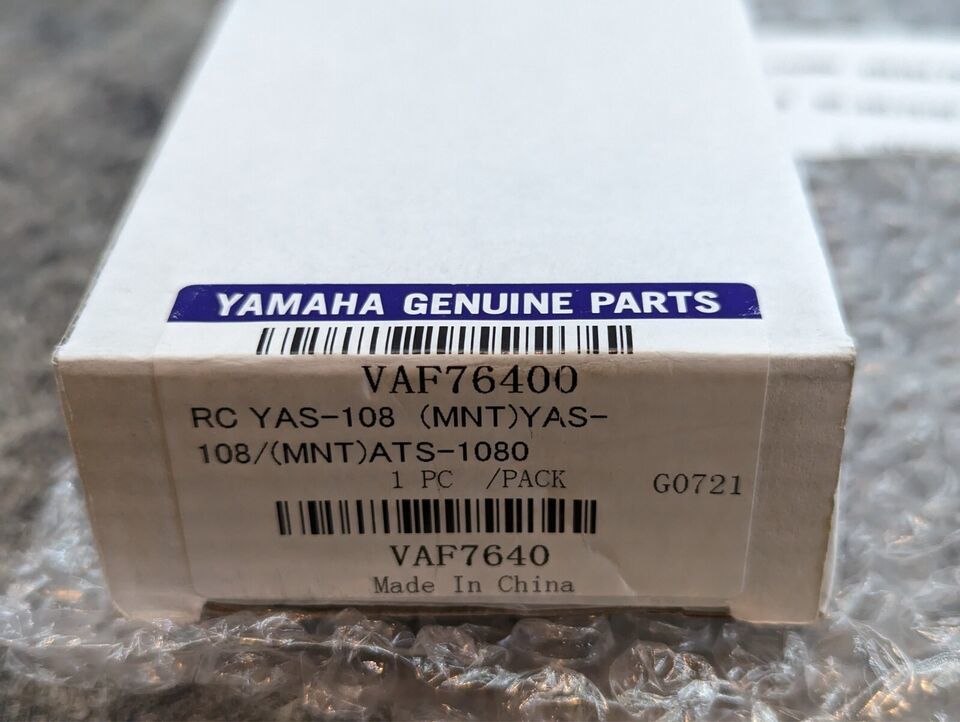 YAMAHA GENUINE PARTS
VAF76400
RC YAS-108 (MNT)YAS-
108/(MNT)ATS-1080
1 PC /PACK G0721
VAF7640
Made In China